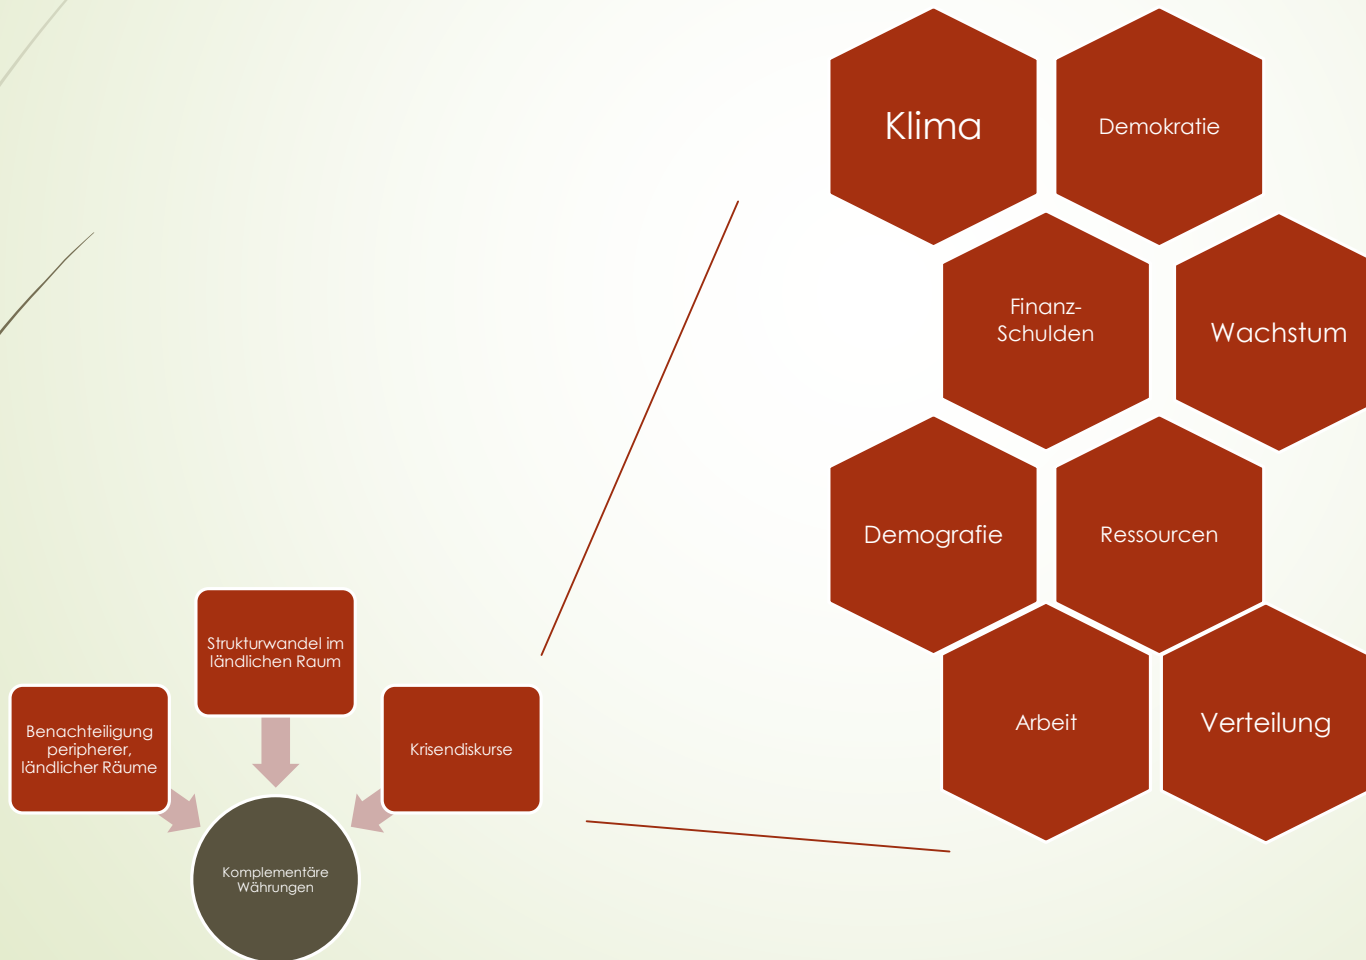 Klima
Demokratie
Finanz-
Schulden
Wachstum
Demografie
Ressourcen
Arbeit
Verteilung
Strukturwandel im
ländlichen Raum
Benachteiligung
peripherer,
ländlicher Räume
Krisendiskurse
Komplementäre
Währungen